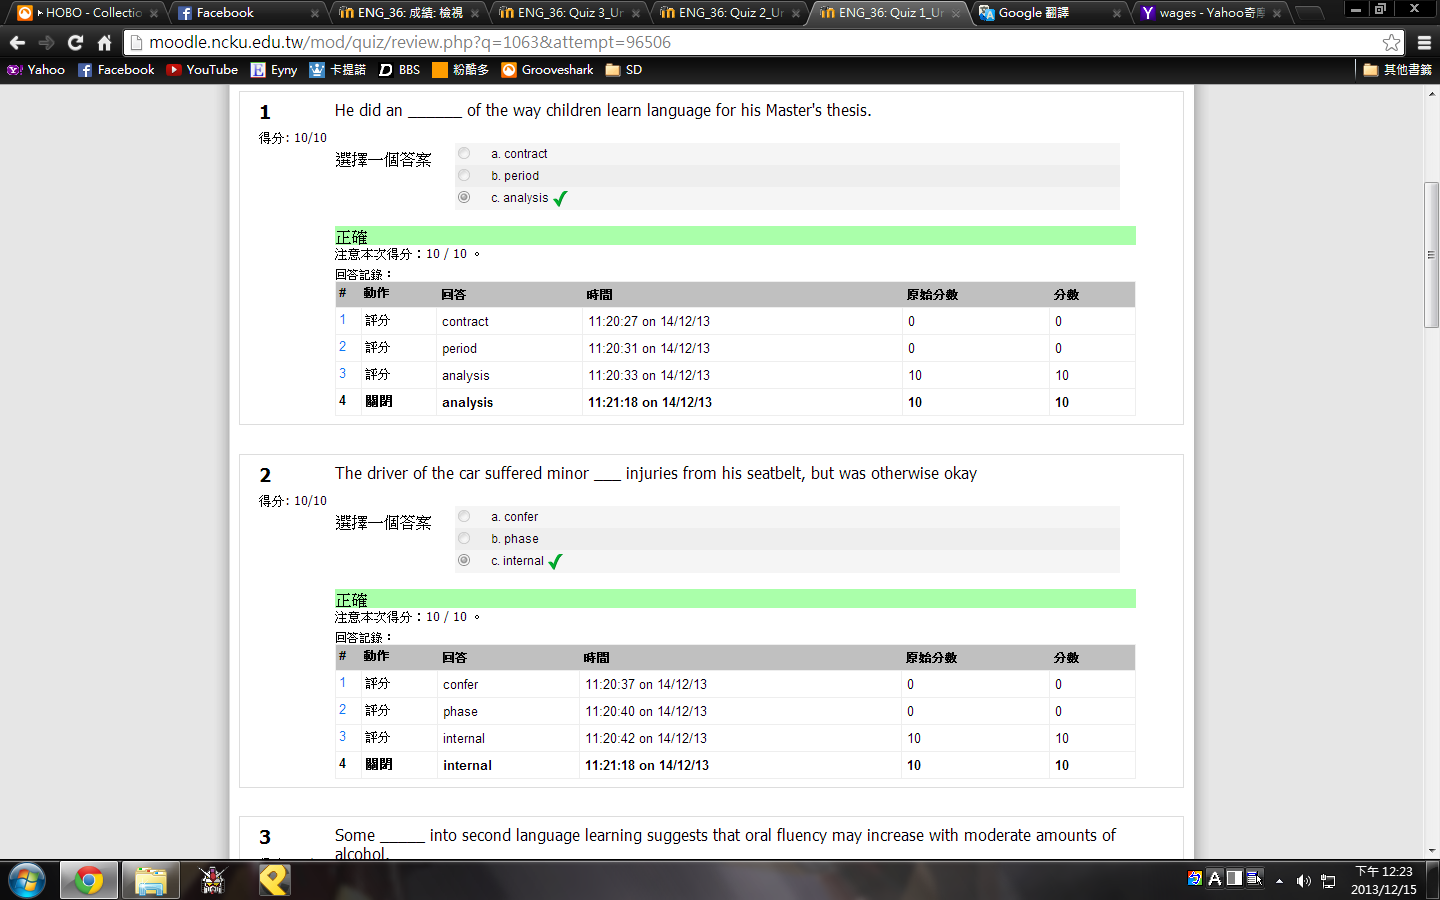 HOBO - Collectio
Facebook
ENG_36: 成績: 檢視
ENG_36: Quiz 3_Ur
ENG_36: Quiz 2_Ur
ENG_36: Quiz 1_Ur
Google 翻譯
wages - Yahoo奇摩
moodle.ncku.edu.tw/mod/quiz/review.php?q=1063&attempt=96506
Yahoo
Facebook
YouTube
Eyny
卡提諾
BBS
粉酷多
Grooveshark
SD
其他書籤
1
得分: 10/10
He did an ______ of the way children learn language for his Master's thesis.
選擇一個答案
a. contract
b. period
c. analysis
正確
注意本次得分：10 / 10 。
回答記錄：
# 動作 回答 時間 原始分數 分數
1 評分 contract 11:20:27 on 14/12/13 0 0
2 評分 period 11:20:31 on 14/12/13 0 0
3 評分 analysis 11:20:33 on 14/12/13 10 10
4 關閉 analysis 11:21:18 on 14/12/13 10 10
2
得分: 10/10
The driver of the car suffered minor ___ injuries from his seatbelt, but was otherwise okay
選擇一個答案
a. confer
b. phase
c. internal
正確
注意本次得分：10 / 10 。
回答記錄：
# 動作 回答 時間 原始分數 分數
1 評分 confer 11:20:37 on 14/12/13 0 0
2 評分 phase 11:20:40 on 14/12/13 0 0
3 評分 internal 11:20:42 on 14/12/13 10 10
4 關閉 internal 11:21:18 on 14/12/13 10 10
3
Some _____ into second language learning suggests that oral fluency may increase with moderate amounts of
alcohol.
下午 12:23
2013/12/15